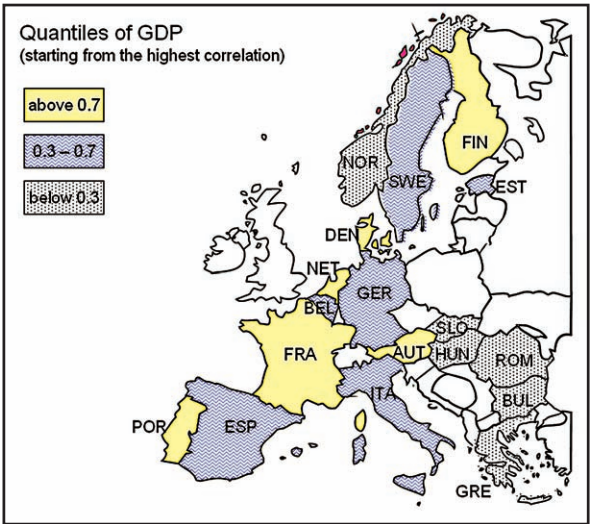 Quantiles of GDP
(starting from the highest correlation)
above 0.7
0.3 – 0.7
below 0.3
FIN
NOR
SWE
EST
DEN
NET
GER
BEL
SLO
FRA
AUT
HUN
ROM
ITA
BUL
POR
ESP
GRE